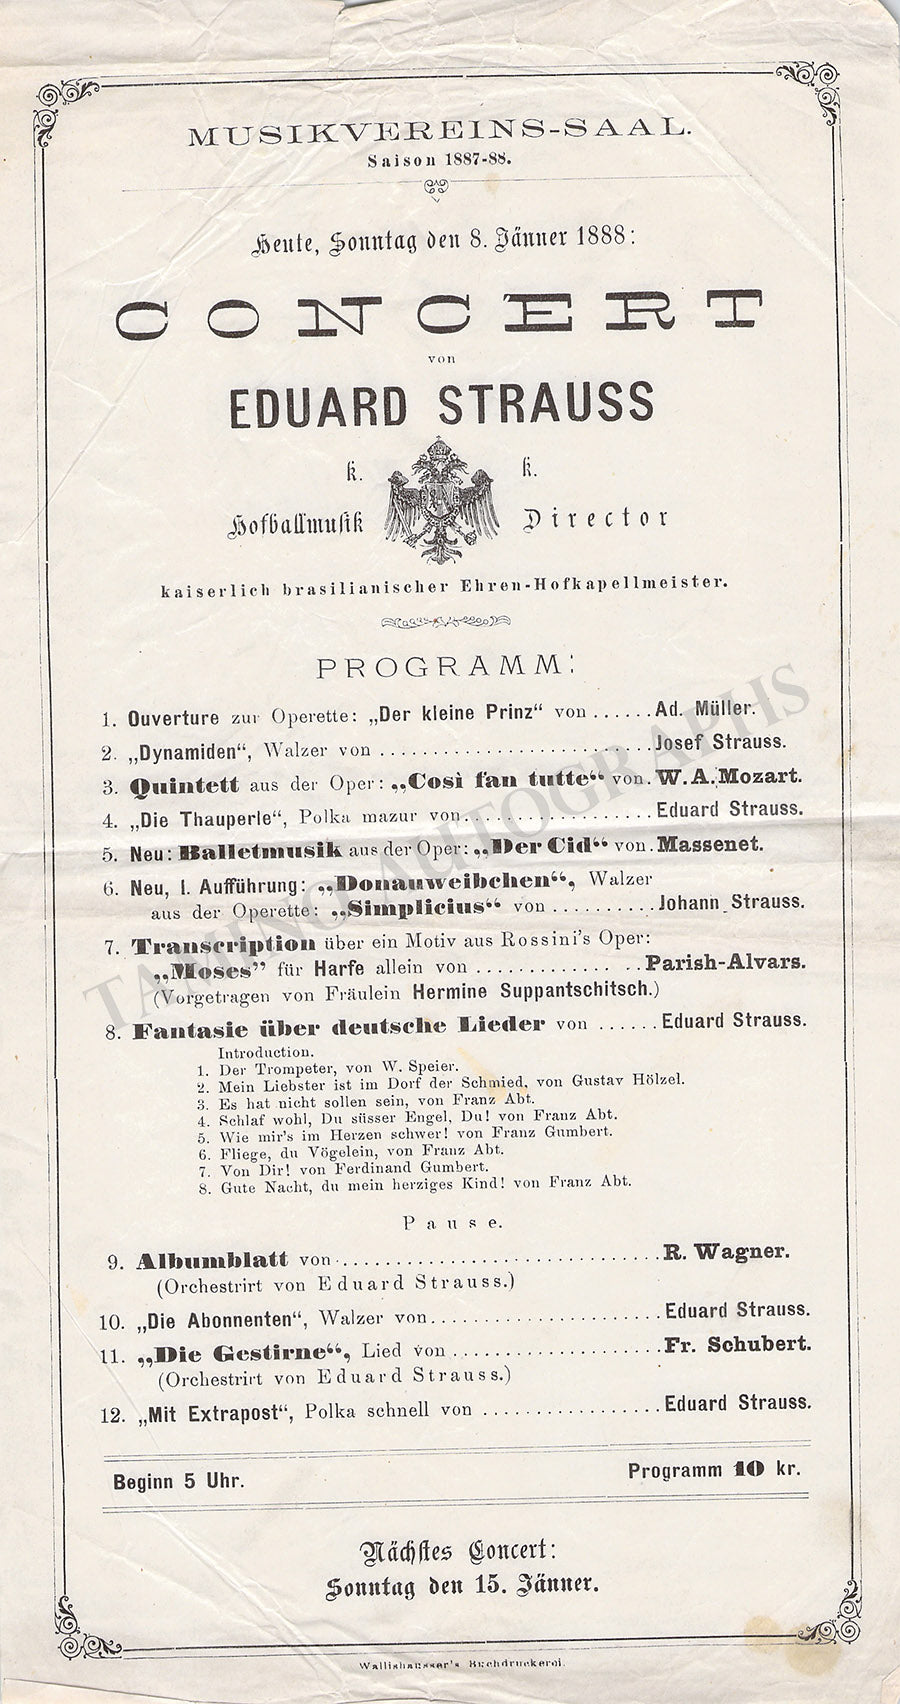 MUSIKVEREINS-SAAL.
Saison 1887-88.
Heute, Sonntag den 8. Jänner 1888:
CONCERT
von
EDUARD STRAUSS
k. k.
Hofballmusik Director
kaiserlich brasilianischer Ehren-Hofkapellmeister.
PROGRAMM:
1. Ouverture zur Operette: „Der kleine Prinz“ von ...... Ad. Müller.
2. „Dynamiden“, Walzer von .......................... Josef Strauss.
3. Quintett aus der Oper: „Così fan tutte“ von. W. A. Mozart.
4. „Die Thauperle“, Polka mazur von.................. Eduard Strauss.
5. Neu: Balletmusik aus der Oper: „Der Cid“ von. Massenet.
6. Neu, I. Aufführung: „Donauweibchen“, Walzer
aus der Operette: „Simplicius“ von .......... Johann Strauss.
7. Transcription über ein Motiv aus Rossini's Oper:
„Moses” für Harfe allein von ............... Parish-Alvars.
(Vorgetragen von Fräulein Hermine Suppantschitsch.)
8. Fantasie über deutsche Lieder von ...... Eduard Strauss.
Introduction.
1. Der Trompeter, von W. Speier.
2. Mein Liebster ist im Dorf der Schmied, von Gustav Hölzel.
3. Es hat nicht sollen sein, von Franz Abt.
4. Schlaf wohl, Du süsser Engel, Du! von Franz Abt.
5. Wie mir's im Herzen schwer! von Franz Gumbert.
6. Fliege, du Vögelein, von Franz Abt.
7. Von Dir! von Ferdinand Gumbert.
8. Gute Nacht, du mein herziges Kind! von Franz Abt.
Pause.
9. Albumblatt von ............................... R. Wagner.
(Orchestrirt von Eduard Strauss.)
10. „Die Abonnenten“, Walzer von...................... Eduard Strauss.
11. „Die Gestirne“, Lied von .................... Fr. Schubert.
(Orchestrirt von Eduard Strauss.)
12. „Mit Extrapost“, Polka schnell von ................. Eduard Strauss.
Beginn 5 Uhr. Programm 10 kr.
Nächstes Concert:
Sonntag den 15. Jänner.
Wallishausser's Buchdruckerei.
TAMINO AUTOGRAPHS